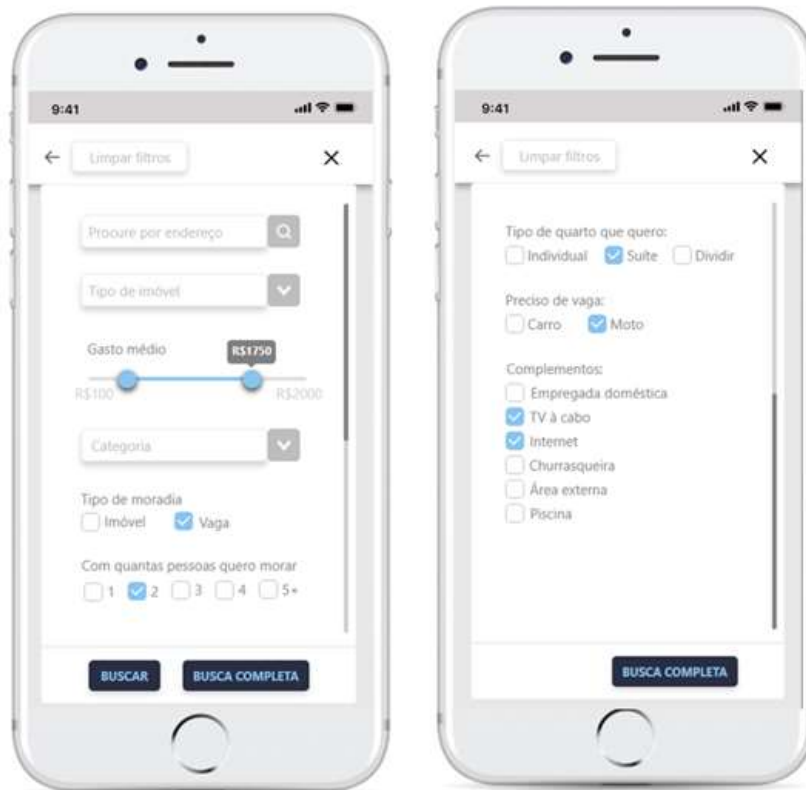 9:41
Limpar filtros
Procure por endereço
Tipo de imóvel
Gasto médio
R$1750
R$100 R$2000
Categoria
Tipo de moradia
Imóvel Vaga
Com quantas pessoas quero morar
1 2 3 4 5+
BUSCAR BUSCA COMPLETA
9:41
Limpar filtros
Tipo de quarto que quero:
Individual Suíte Dividir
Preciso de vaga:
Carro Moto
Complementos:
Empregada doméstica
TV à cabo
Internet
Churrasqueira
Área externa
Piscina
BUSCA COMPLETA